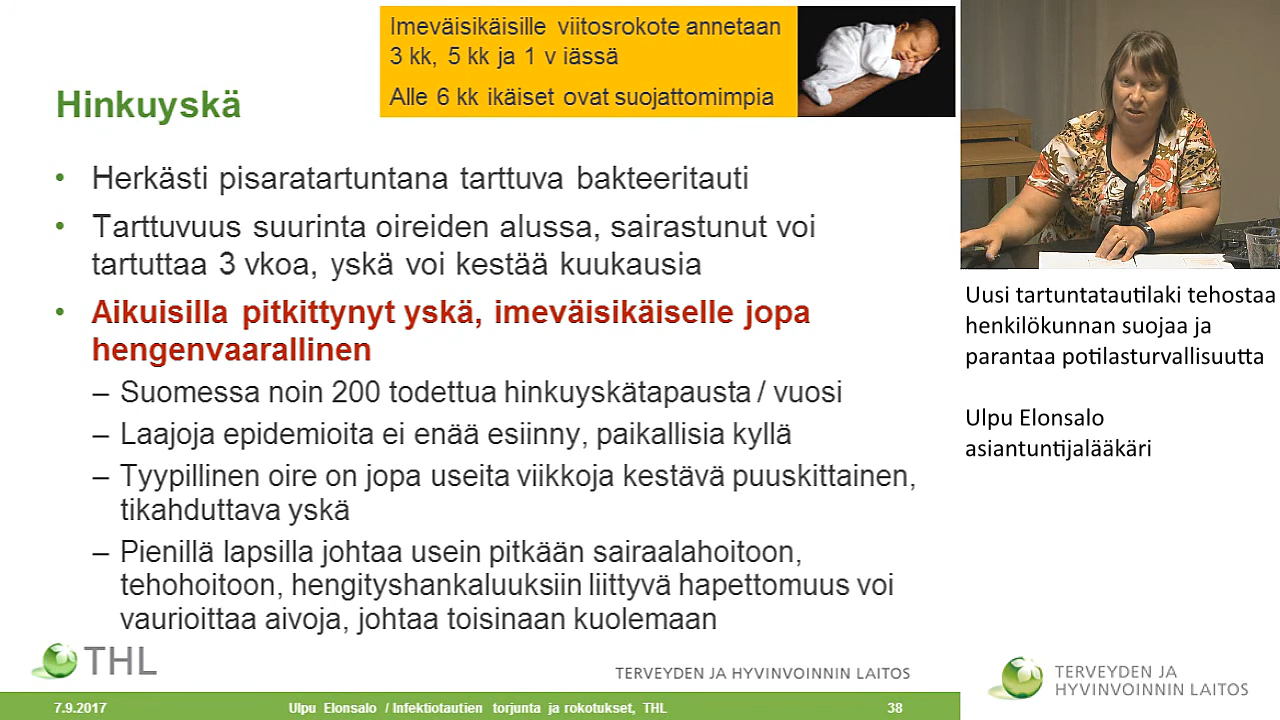 Imeväisikäisille viitosrokote annetaan
3 kk, 5 kk ja 1 v iässä
Alle 6 kk ikäiset ovat suojattomimpia
Hinkuyskä
• Herkästi pisaratartuntana tarttuva bakteeritauti
• Tarttuvuus suurinta oireiden alussa, sairastunut voi
tartuttaa 3 vkoa, yskä voi kestää kuukausia
• Aikuisilla pitkittynyt yskä, imeväisikäiselle jopa
hengenvaarallinen
– Suomessa noin 200 todettua hinkuyskätapausta / vuosi
– Laajoja epidemioita ei enää esiinny, paikallisia kyllä
– Tyypillinen oire on jopa useita viikkoja kestävä puuskittainen,
tikahduttava yskä
– Pienillä lapsilla johtaa usein pitkään sairaalahoitoon,
tehohoitoon, hengityshankaluuksiin liittyvä hapettomuus voi
vaurioittaa aivoja, johtaa toisinaan kuolemaan
THL
TERVEYDEN JA HYVINVOINNIN LAITOS
7.9.2017
Ulpu Elonsalo / Infektiotautien torjunta ja rokotukset, THL
38
Uusi tartuntatautilaki tehostaa
henkilökunnan suojaa ja
parantaa potilasturvallisuutta
Ulpu Elonsalo
asiantuntijalääkäri
TERVEYDEN JA
HYVINVOINNIN LAITOS